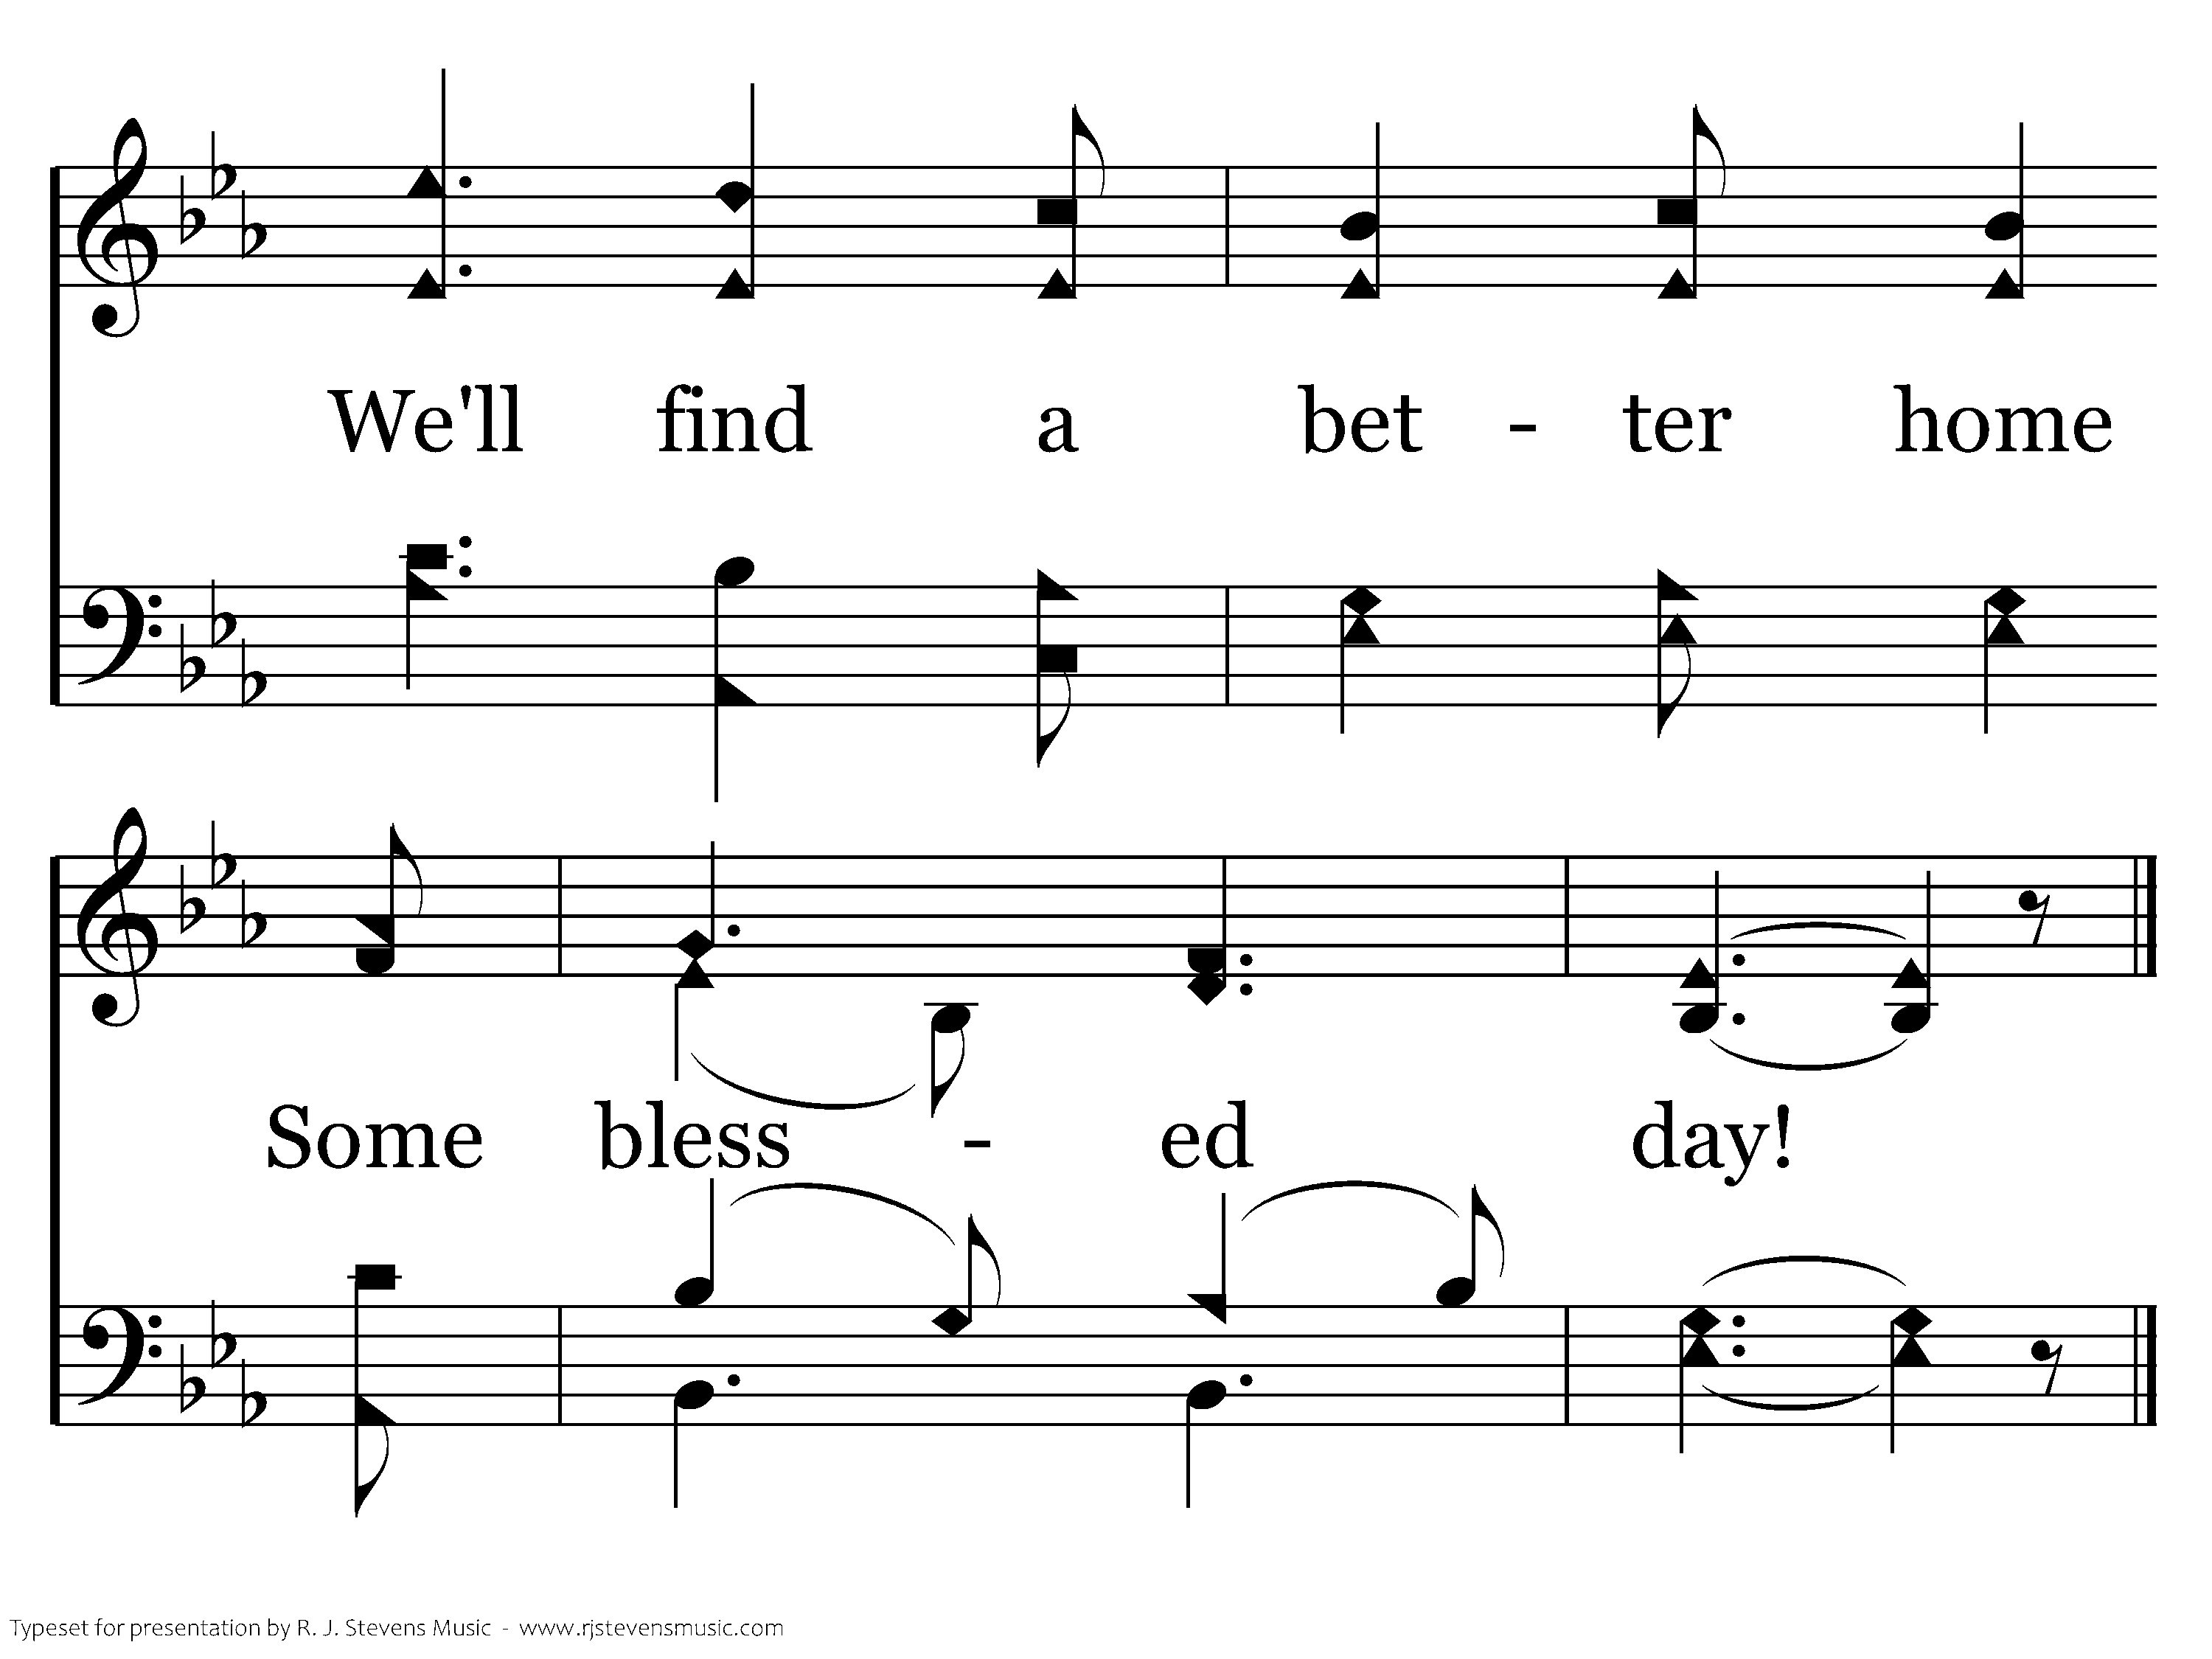 We'll find a bet - ter home
Some bless - ed day!
Typeset for presentation by R. J. Stevens Music - www.rjstevensmusic.com